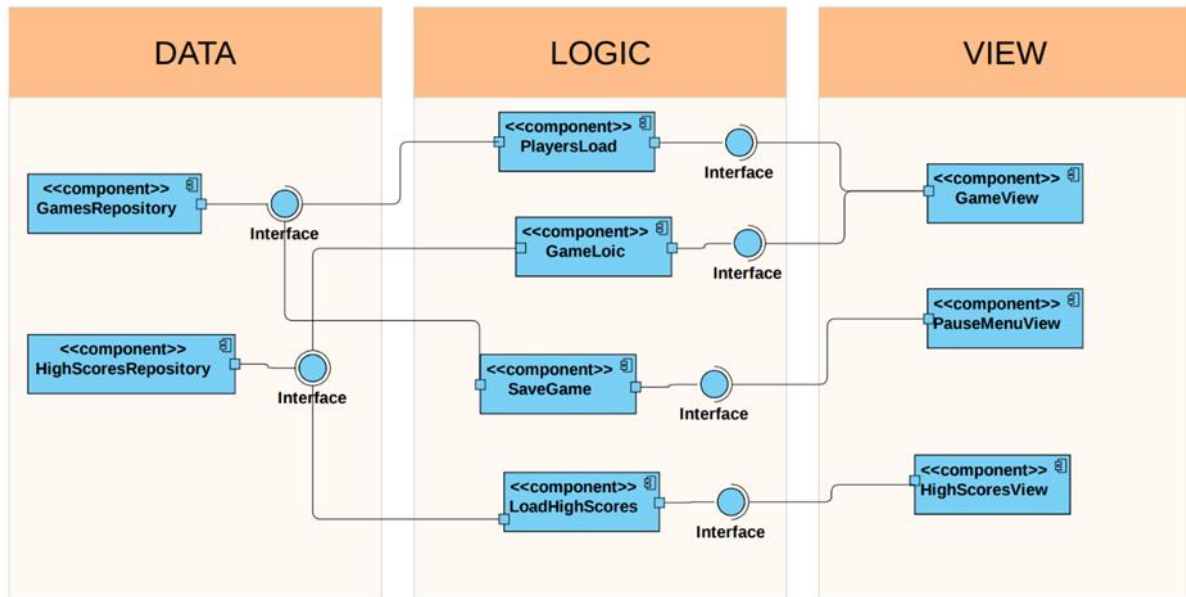 DATA
LOGIC
VIEW
<<component>>
GamesRepository
Interface
<<component>>
HighScoresRepository
Interface
<<component>>
PlayersLoad
Interface
<<component>>
GameLoic
Interface
<<component>>
SaveGame
Interface
<<component>>
LoadHighScores
Interface
<<component>>
GameView
<<component>>
PauseMenuView
<<component>>
HighScoresView